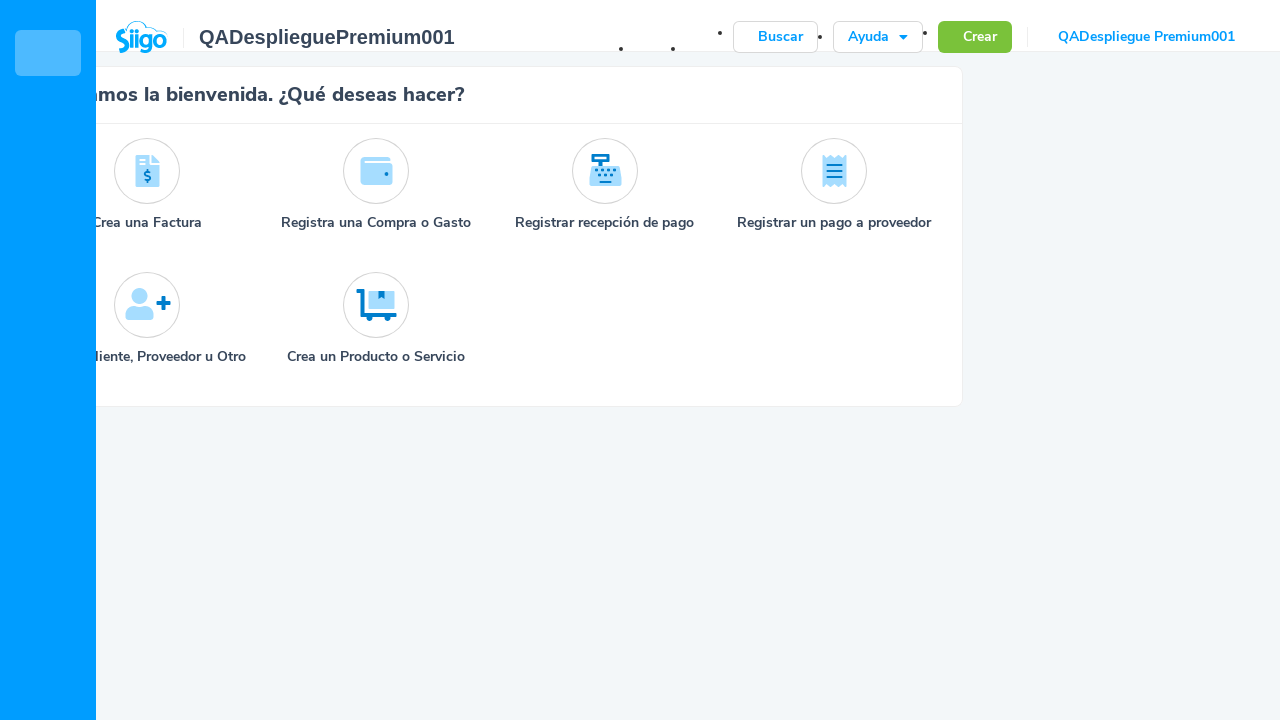 Siigo
QADesplieguePremium001
Buscar
Ayuda
Crear
QADespliegue Premium001
amos la bienvenida. ¿Qué deseas hacer?
Crea una Factura
Registra una Compra o Gasto
Registrar recepción de pago
Registrar un pago a proveedor
liente, Proveedor u Otro
Crea un Producto o Servicio